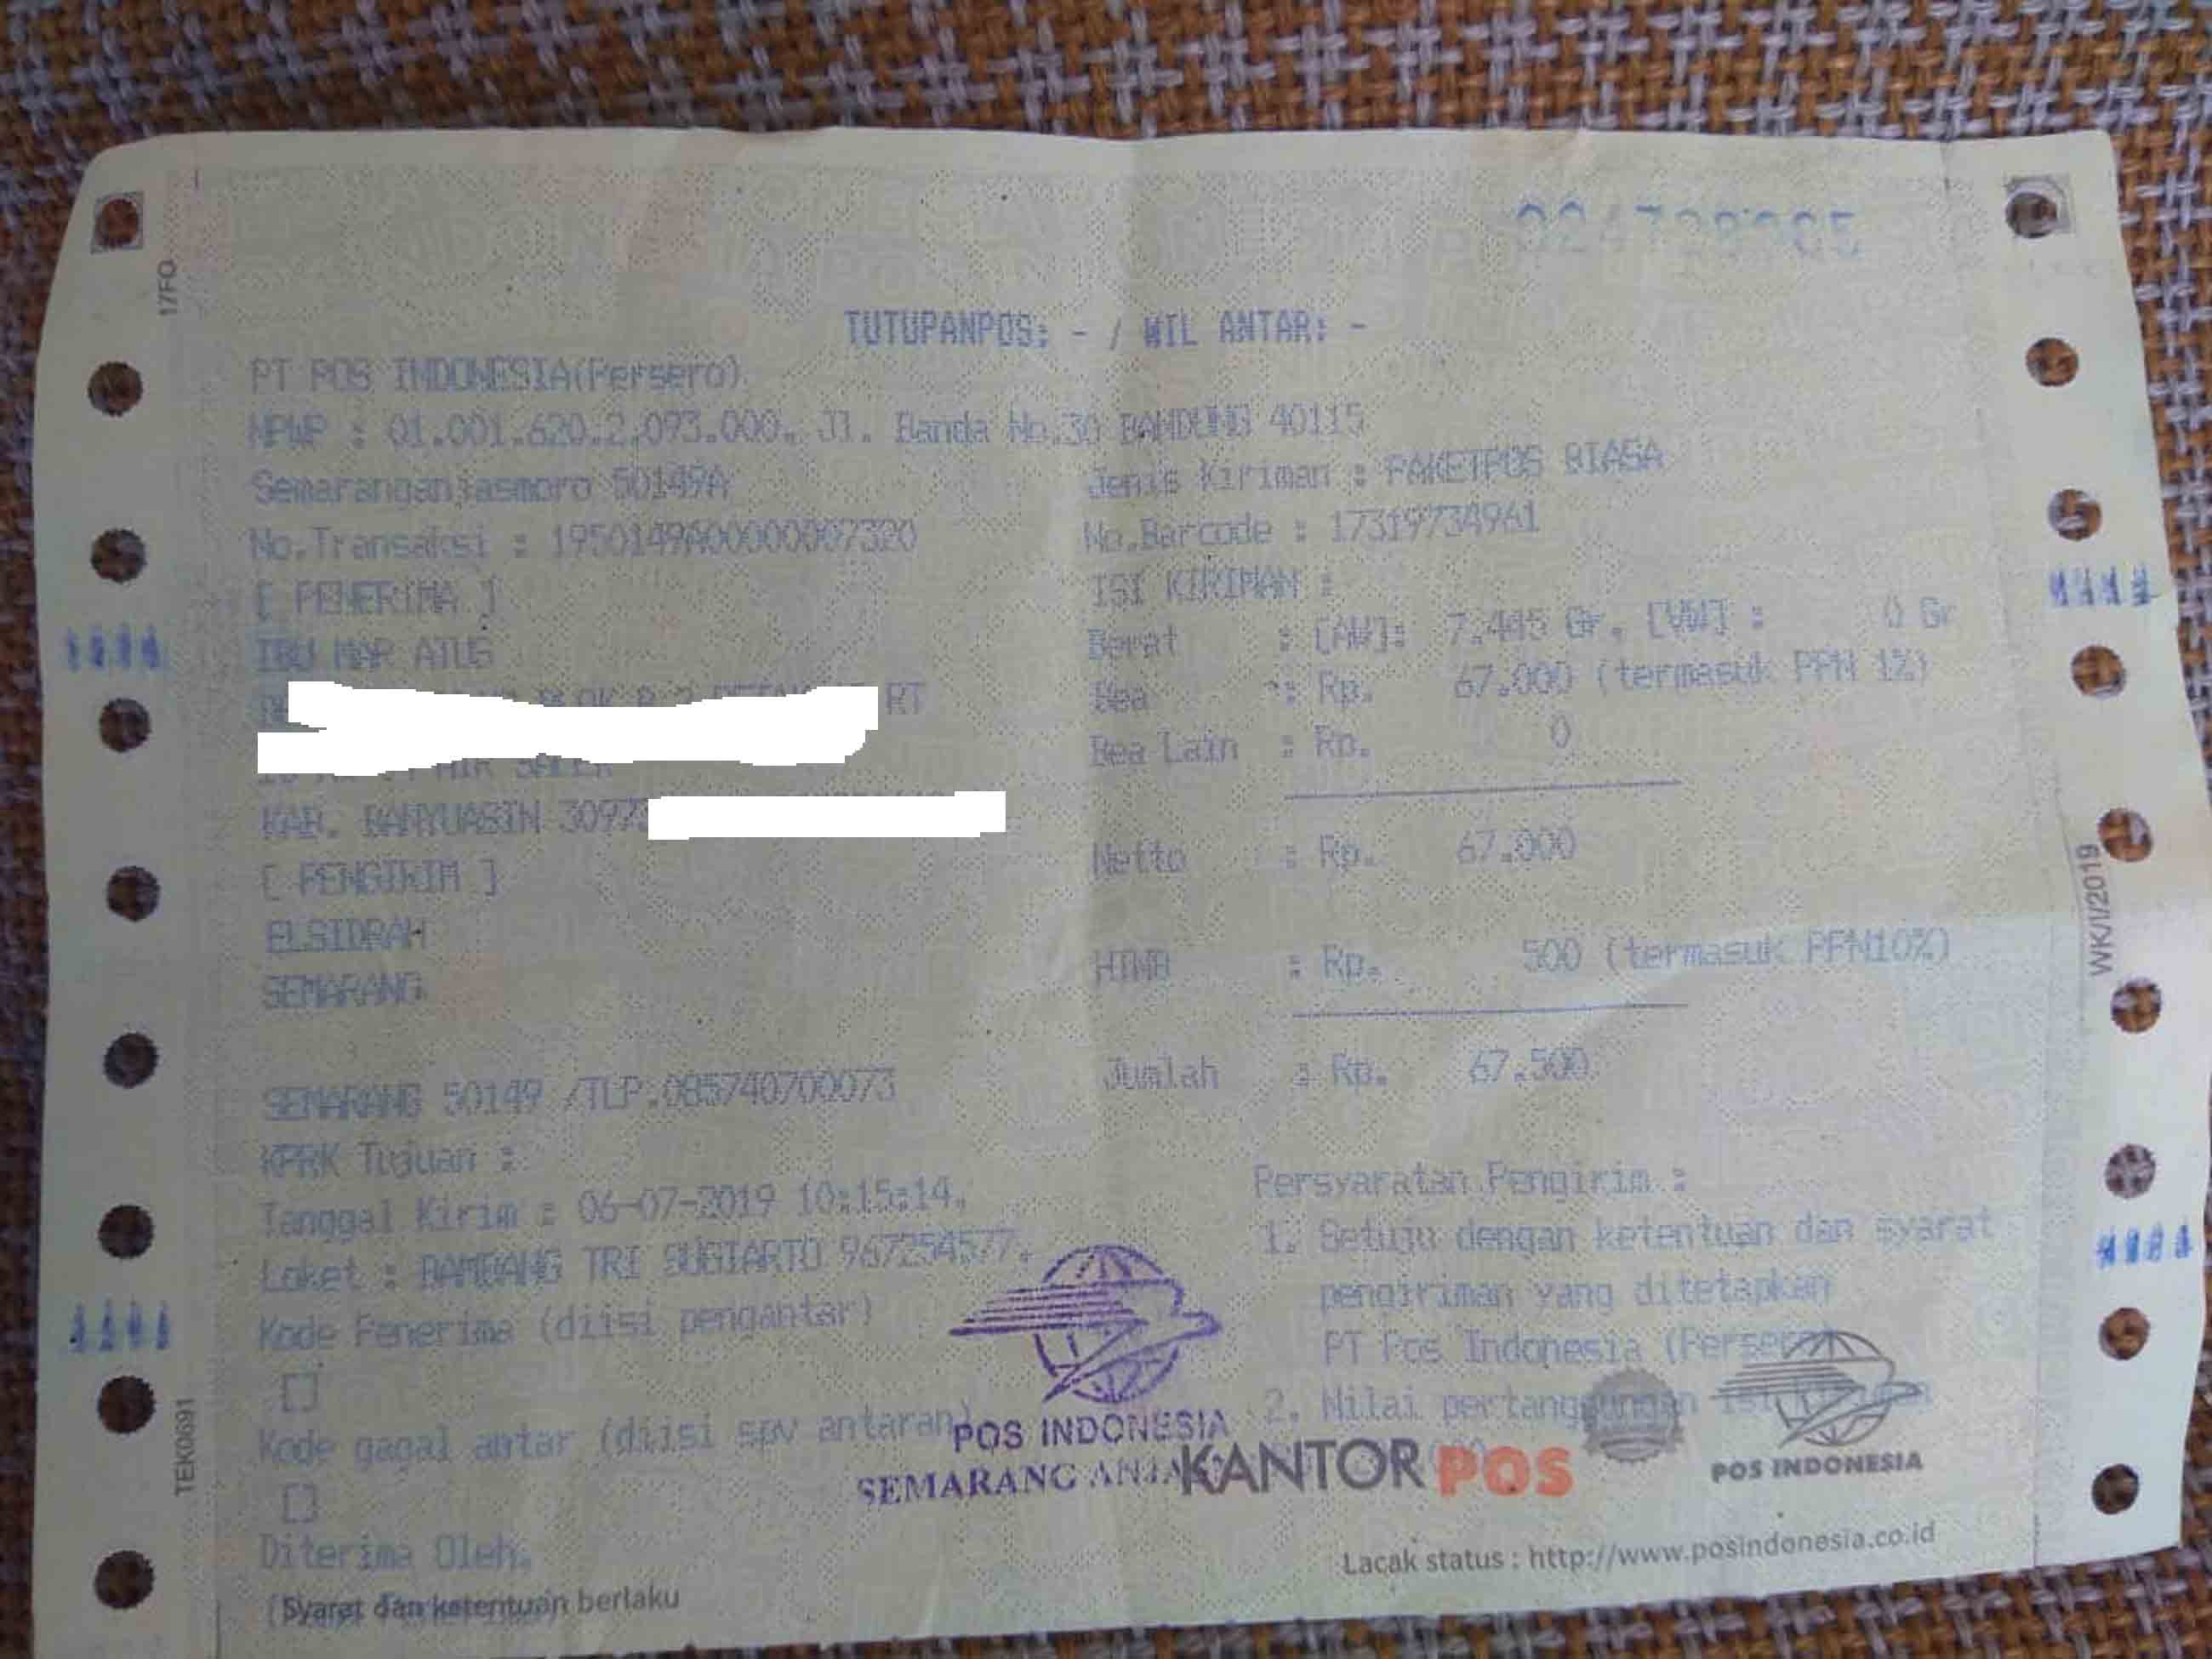 17FO
TUTUPANPOS: - / WIL ANTAR: -
PT POS INDONESIA(Persero).
NPWP : 01.001.620.2.093.000. Jl. Banda No.30 BANDUNG 40115
Semaranganjasmoro 50149A
No.Transaksi : 1950149A00000007320
[ PENERIMA ]
IBU MAR ATUS
RT
KAB. BANYUASIN 3097
[ PENGIRIM ]
ELSIDRAH
SEMARANG
SEMARANG 50149 /TLP.085740700073
KPRK Tujuan :
Tanggal Kirim : 06-07-2019 10:15:14.
Loket : BAMBANG TRI SUGIARTO 967254577.
Kode Penerima (diisi pengantar)
[]
Kode gagal antar (diisi spv antaran)
[]
Diterima Oleh.
Syarat dan ketentuan berlaku
Jenis Kiriman : PAKETPOS BIASA
No.Barcode : 17319734961
ISI KIRIMAN :
Berat : [AW]: 7.445 Gr. [VW] : 0 Gr
Bea : Rp. 67.000 (termasuk PPN 1%)
Bea Lain : Rp. 0
Netto : Rp. 67.000
HTNB : Rp. 500 (termasuk PPN10%)
Jumlah : Rp. 67.500
Persyaratan Pengirim :
1. Setuju dengan ketentuan dan syarat
pengiriman yang ditetapkan
PT Pos Indonesia (Persero)
2. Nilai pertanggungan isi
POS INDONESIA
SEMARANG
KANTOR POS
POS INDONESIA
Lacak status : http://www.posindonesia.co.id
WK/I/2019
TEK0691